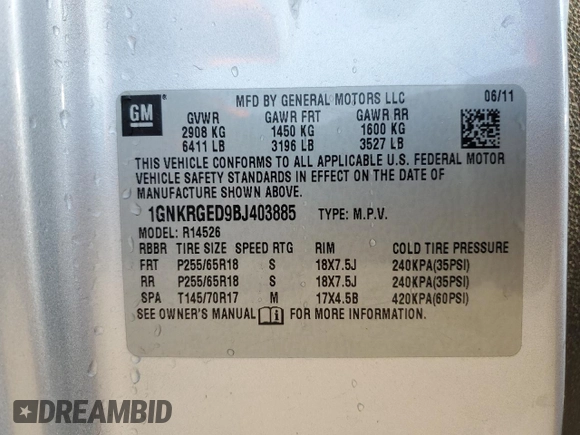 GM
MFD BY GENERAL MOTORS LLC 06/11
GVWR GAWR FRT GAWR RR
2908 KG 1450 KG 1600 KG
6411 LB 3196 LB 3527 LB
THIS VEHICLE CONFORMS TO ALL APPLICABLE U.S. FEDERAL MOTOR
VEHICLE SAFETY STANDARDS IN EFFECT ON THE DATE OF
MANUFACTURE SHOWN ABOVE.
1GNKRGED9BJ403885 TYPE: M.P.V.
MODEL: R14526
RBBR TIRE SIZE SPEED RTG RIM COLD TIRE PRESSURE
FRT P255/65R18 S 18X7.5J 240KPA(35PSI)
RR P255/65R18 S 18X7.5J 240KPA(35PSI)
SPA T145/70R17 M 17X4.5B 420KPA(60PSI)
SEE OWNER'S MANUAL i FOR MORE INFORMATION.
DREAMBID